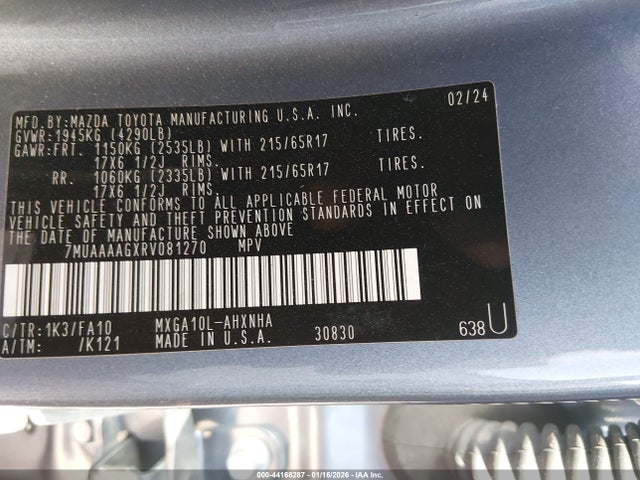 MFD.BY:MAZDA TOYOTA MANUFACTURING U.S.A. INC. 02/24
GVWR:1945KG (4290LB)
GAWR:FRT. 1150KG (2535LB) WITH 215/65R17 TIRES.
17X6 1/2J RIMS.
RR. 1060KG (2335LB) WITH 215/65R17 TIRES.
17X6 1/2J RIMS.
THIS VEHICLE CONFORMS TO ALL APPLICABLE FEDERAL MOTOR
VEHICLE SAFETY AND THEFT PREVENTION STANDARDS IN EFFECT ON
THE DATE OF MANUFACTURE SHOWN ABOVE
7MUAAAAGXRV081270 MPV
C/TR:1K3/FA10 MXGA10L-AHXNHA
A/TM: /K121 MADE IN U.S.A. 30830 638U
000-44168287 - 01/16/2026 - IAAI.CA